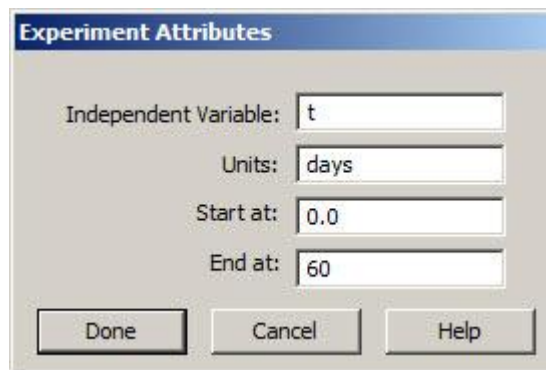 Experiment Attributes
Independent Variable: t
Units: days
Start at: 0.0
End at: 60
Done Cancel Help